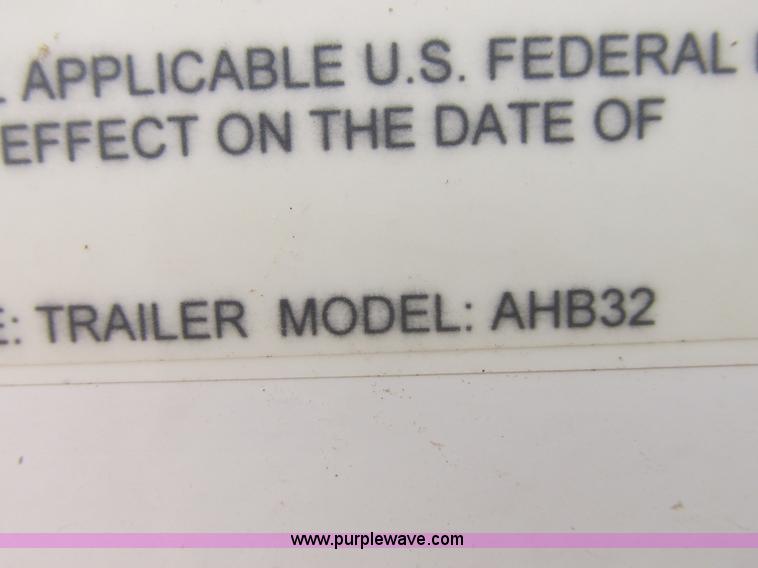 APPLICABLE U.S. FEDERAL
EFFECT ON THE DATE OF
E: TRAILER MODEL: AHB32
www.purplewave.com